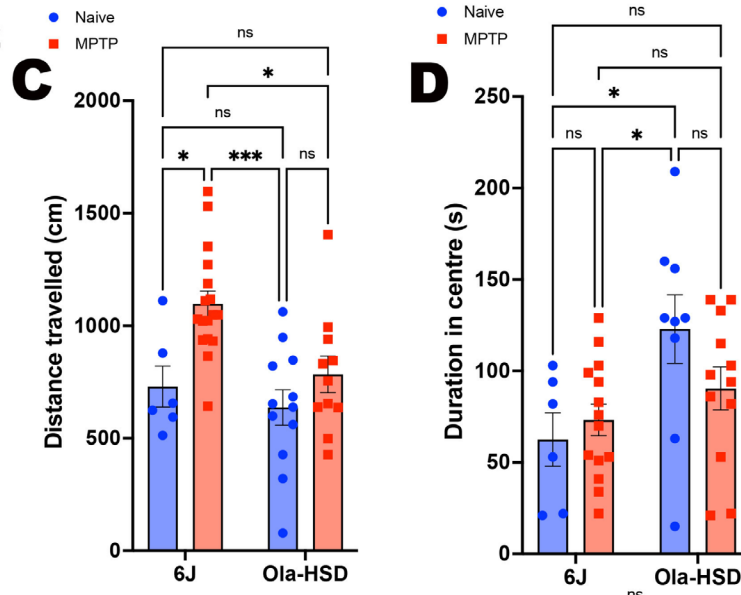 Naive
MPTP
C
ns
*
ns
*
***
ns
2000
1500
1000
500
0
Distance travelled (cm)
6J
Ola-HSD
Naive
MPTP
D
ns
ns
*
ns
*
ns
250
200
150
100
50
0
Duration in centre (s)
6J
Ola-HSD
ns